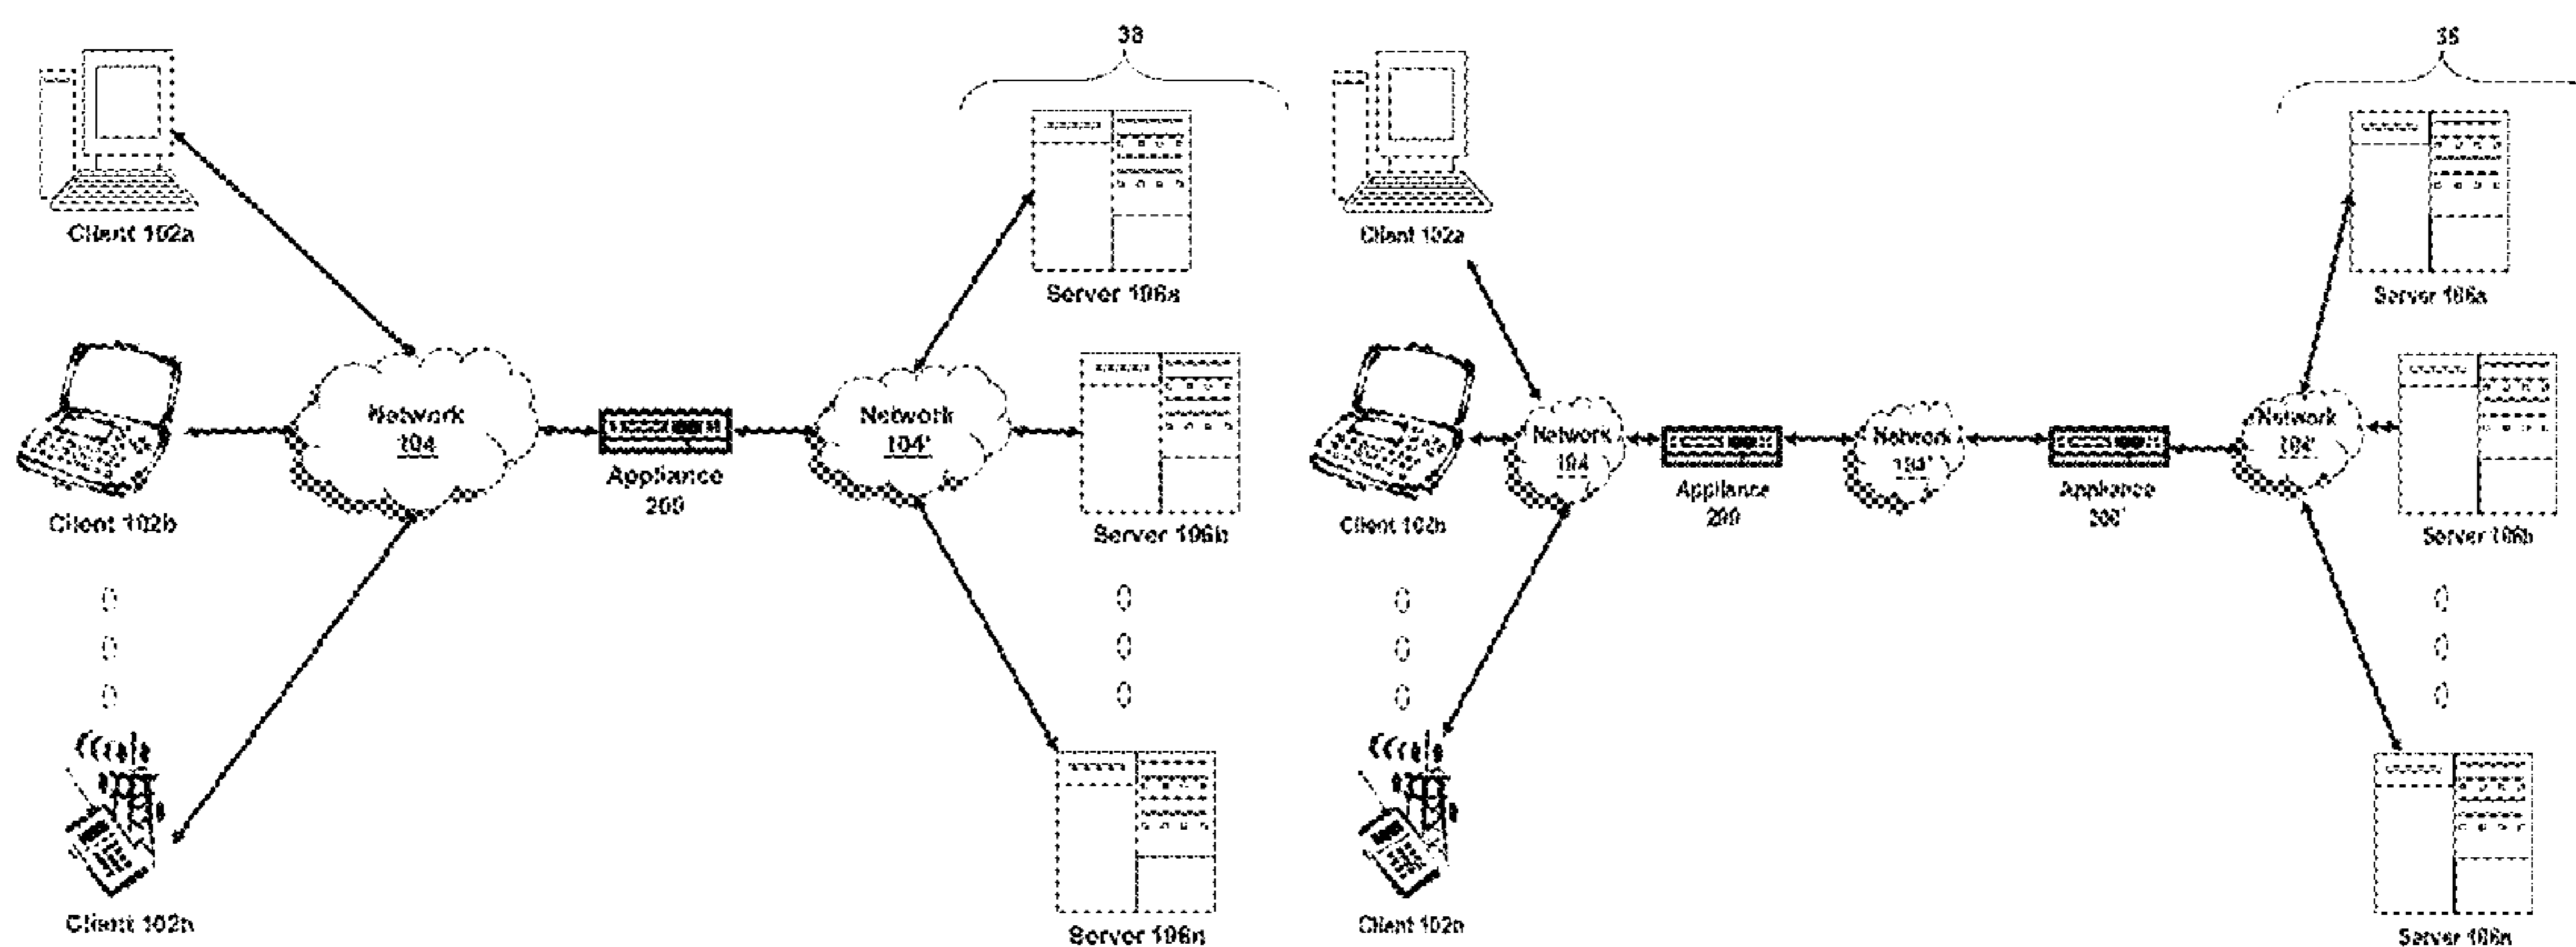 38
Client 102a
Server 106a
Client 102b
Network
104
Appliance
200
Network
104'
Server 106b
Client 102n
Server 106n
38
Client 102a
Server 106a
Client 102b
Network
104
Appliance
200
Network
104'
Appliance
200'
Network
Server 106b
Client 102n
Server 106n